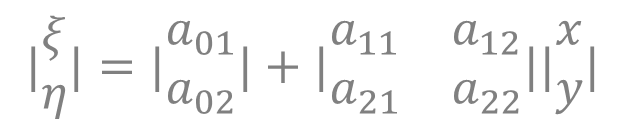 |ξ η| = |a₀₁ a₀₂| + |a₁₁ a₁₂ a₂₁ a₂₂||x y|